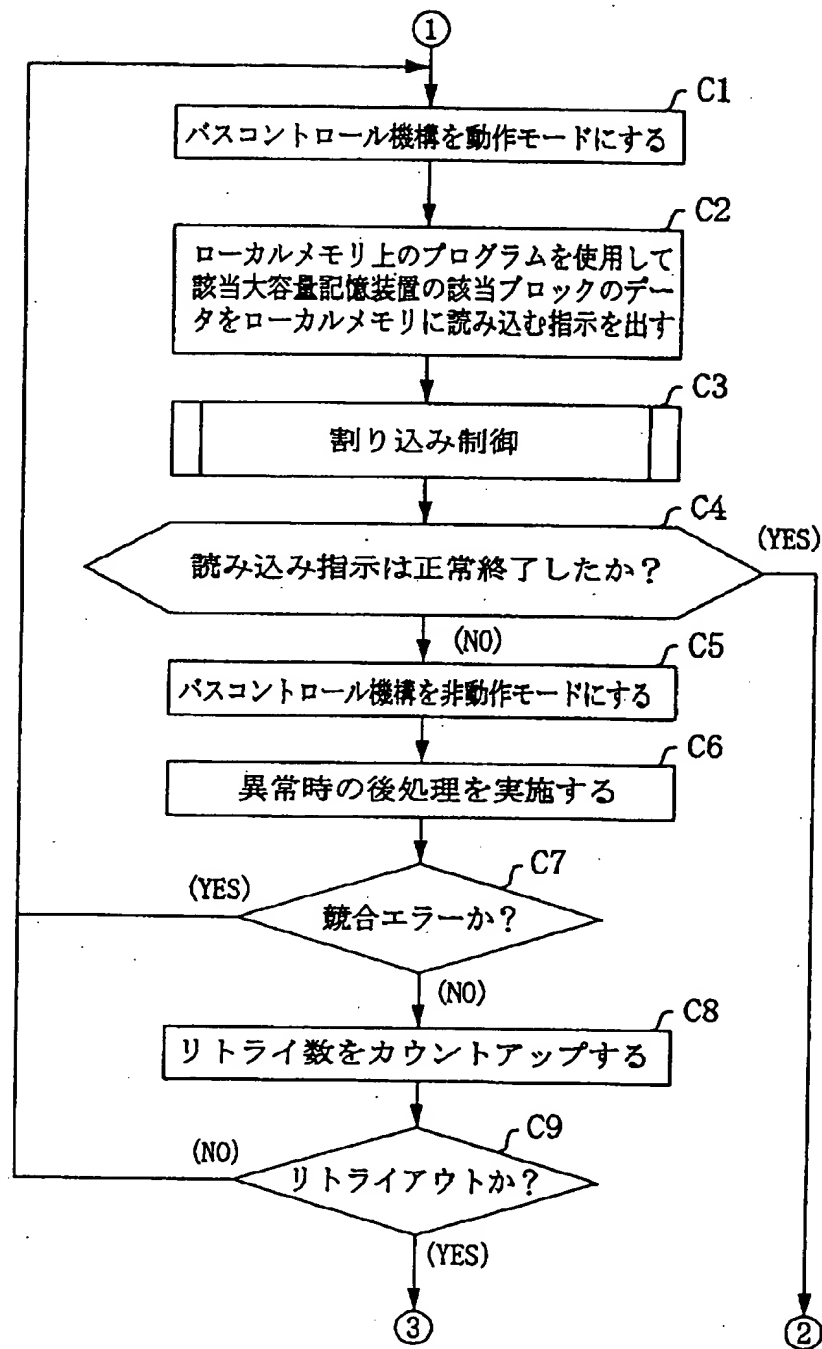 ①
C1
バスコントロール機構を動作モードにする
C2
ローカルメモリ上のプログラムを使用して
該当大容量記憶装置の該当ブロックのデー
タをローカルメモリに読み込む指示を出す
C3
割り込み制御
C4
読み込み指示は正常終了したか？
(YES)
(NO)
C5
バスコントロール機構を非動作モードにする
C6
異常時の後処理を実施する
C7
(YES)
競合エラーか？
(NO)
C8
リトライ数をカウントアップする
C9
(NO)
リトライアウトか？
(YES)
③
②